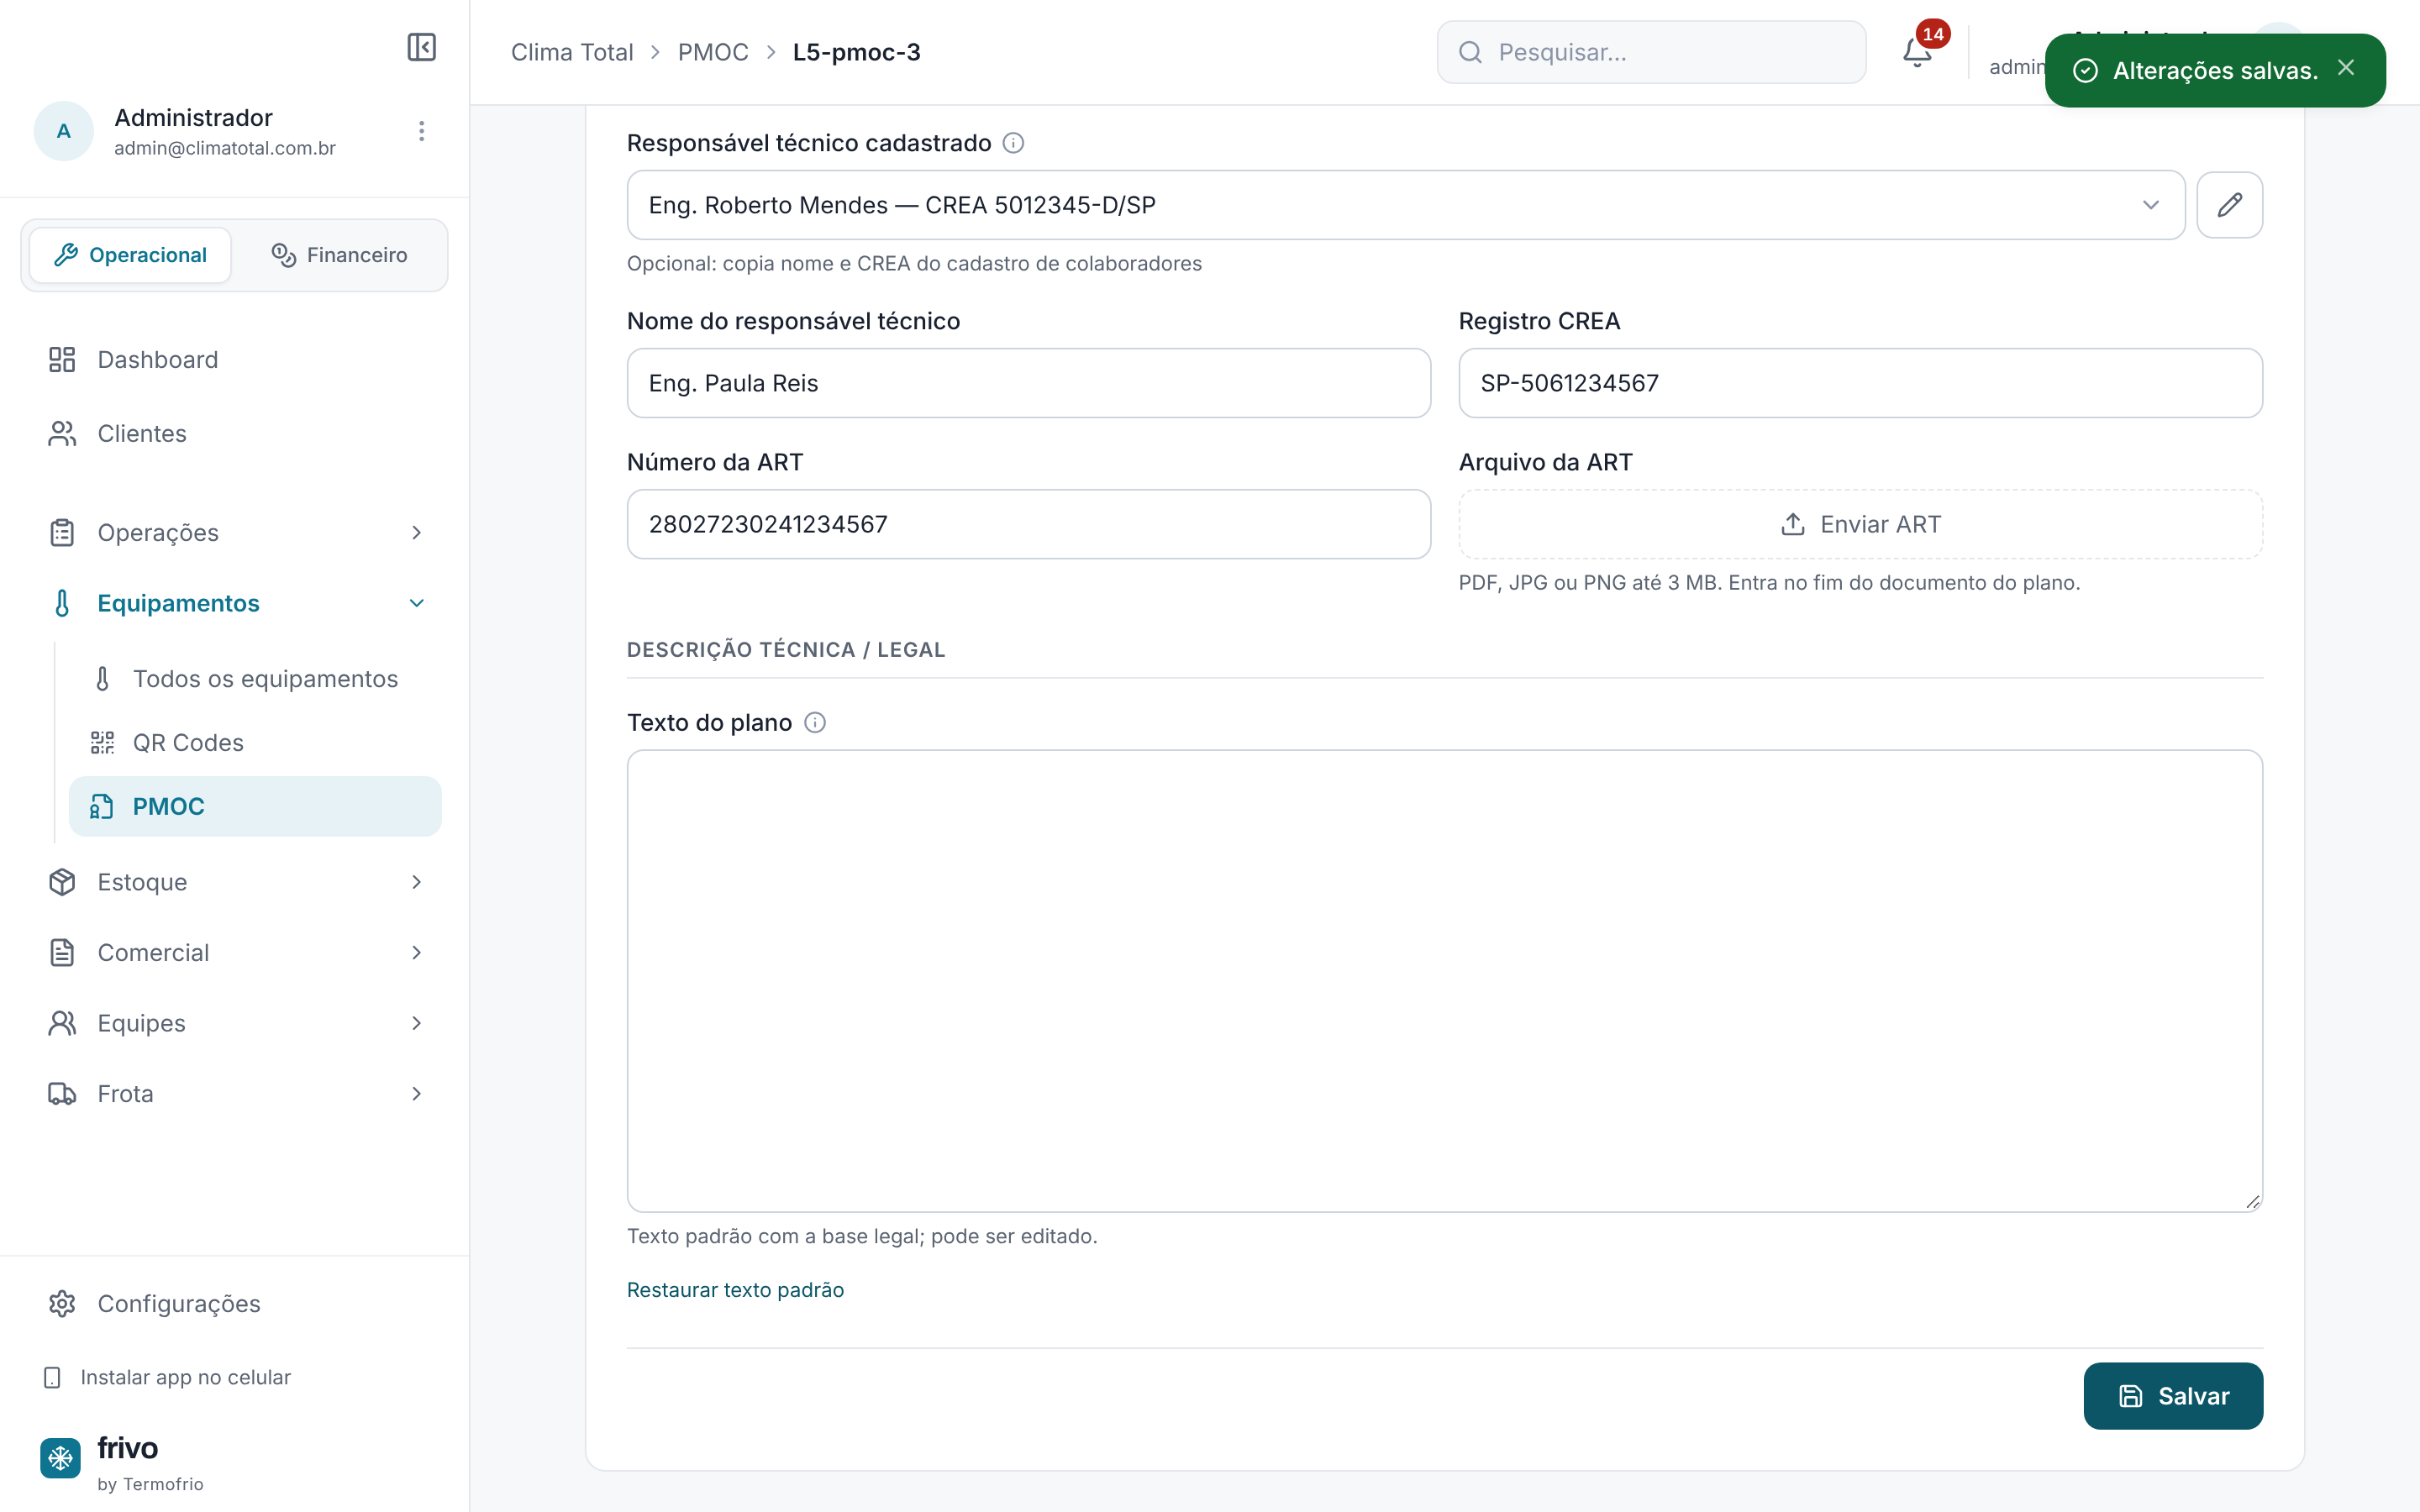 Administrador
admin@climatotal.com.br
A
Operacional
Financeiro
Dashboard
Clientes
Operações
Equipamentos
Todos os equipamentos
QR Codes
PMOC
Estoque
Comercial
Equipes
Frota
Configurações
Instalar app no celular
frivo
by Termofrio
Clima Total > PMOC > L5-pmoc-3
Pesquisar...
14
admin
Alterações salvas.
Responsável técnico cadastrado
Eng. Roberto Mendes — CREA 5012345-D/SP
Opcional: copia nome e CREA do cadastro de colaboradores
Nome do responsável técnico
Registro CREA
Eng. Paula Reis
SP-5061234567
Número da ART
Arquivo da ART
28027230241234567
Enviar ART
PDF, JPG ou PNG até 3 MB. Entra no fim do documento do plano.
DESCRIÇÃO TÉCNICA / LEGAL
Texto do plano
Texto padrão com a base legal; pode ser editado.
Restaurar texto padrão
Salvar